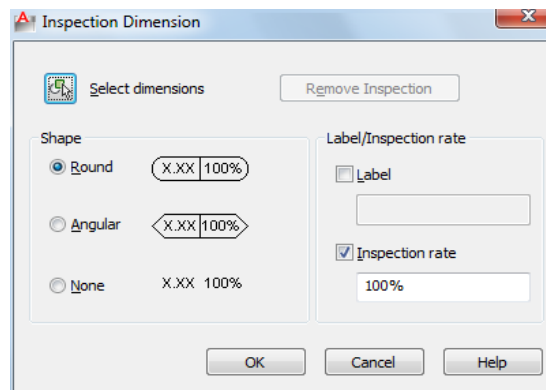 Inspection Dimension
Select dimensions
Remove Inspection
Shape
Round X.XX 100%
Angular X.XX 100%
None X.XX 100%
Label/Inspection rate
Label
Inspection rate
100%
OK Cancel Help